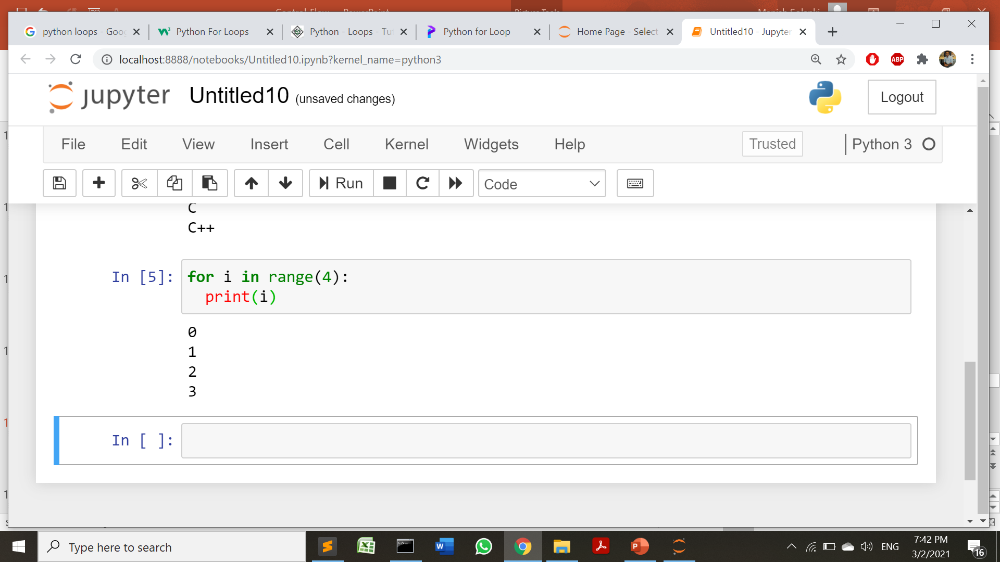 python loops - Goo
Python For Loops
Python - Loops - Tu
Python for Loop
Home Page - Select
Untitled10 - Jupyter
localhost:8888/notebooks/Untitled10.ipynb?kernel_name=python3
ABP
jupyter Untitled10 (unsaved changes)
Logout
File Edit View Insert Cell Kernel Widgets Help Trusted Python 3
Run Code
C
C++
In [5]: for i in range(4):
print(i)
0
1
2
3
In [ ]:
Type here to search
ENG
7:42 PM
3/2/2021
16